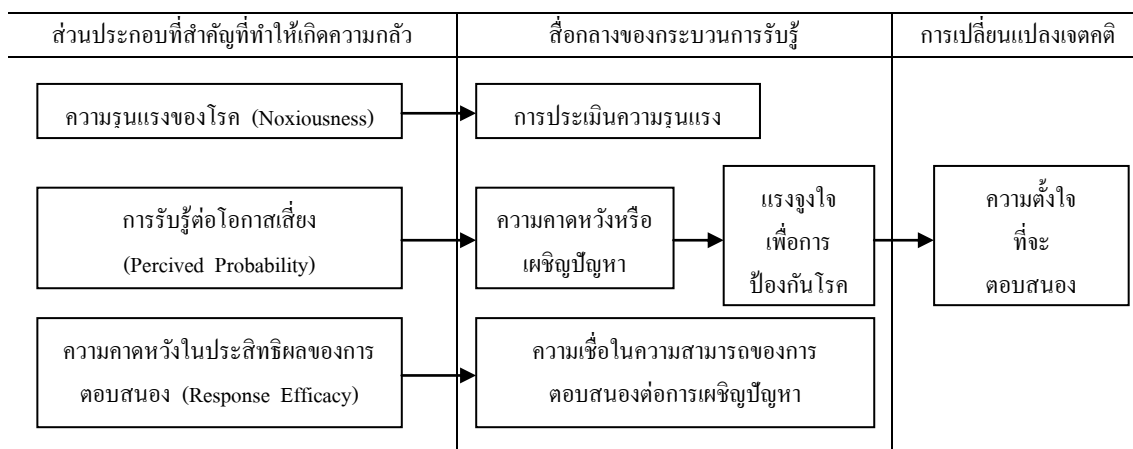 ส่วนประกอบที่สำคัญที่ทำให้เกิดความกลัว
สื่อกลางของกระบวนการรับรู้
การเปลี่ยนแปลงเจตคติ
ความรุนแรงของโรค (Noxiousness)
การประเมินความรุนแรง
การรับรู้ต่อโอกาสเสี่ยง
(Percived Probability)
ความคาดหวังหรือ
เผชิญปัญหา
แรงจูงใจ
เพื่อการ
ป้องกันโรค
ความตั้งใจ
ที่จะ
ตอบสนอง
ความคาดหวังในประสิทธิผลของการ
ตอบสนอง (Response Efficacy)
ความเชื่อในความสามารถของการ
ตอบสนองต่อการเผชิญปัญหา